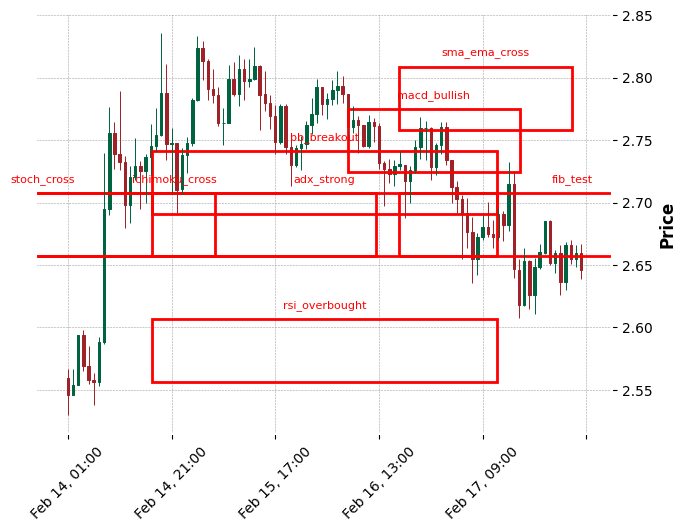 2.85
sma_ema_cross
2.80
macd_bullish
bb_breakout
2.75
stoch_cross
ichimoku_cross
adx_strong
fib_test
2.70
Price
2.65
rsi_overbought
2.60
2.55
Feb 14, 01:00
Feb 14, 21:00
Feb 15, 17:00
Feb 16, 13:00
Feb 17, 09:00